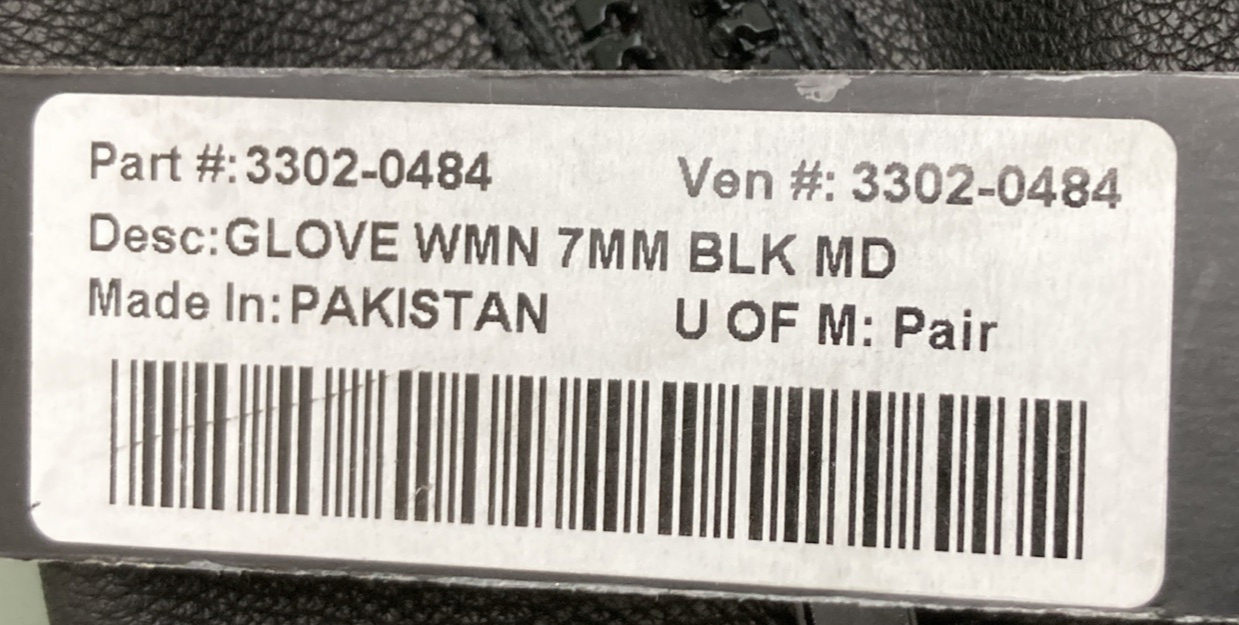 Part #:3302-0484 Ven #: 3302-0484
Desc:GLOVE WMN 7MM BLK MD
Made In:PAKISTAN U OF M: Pair